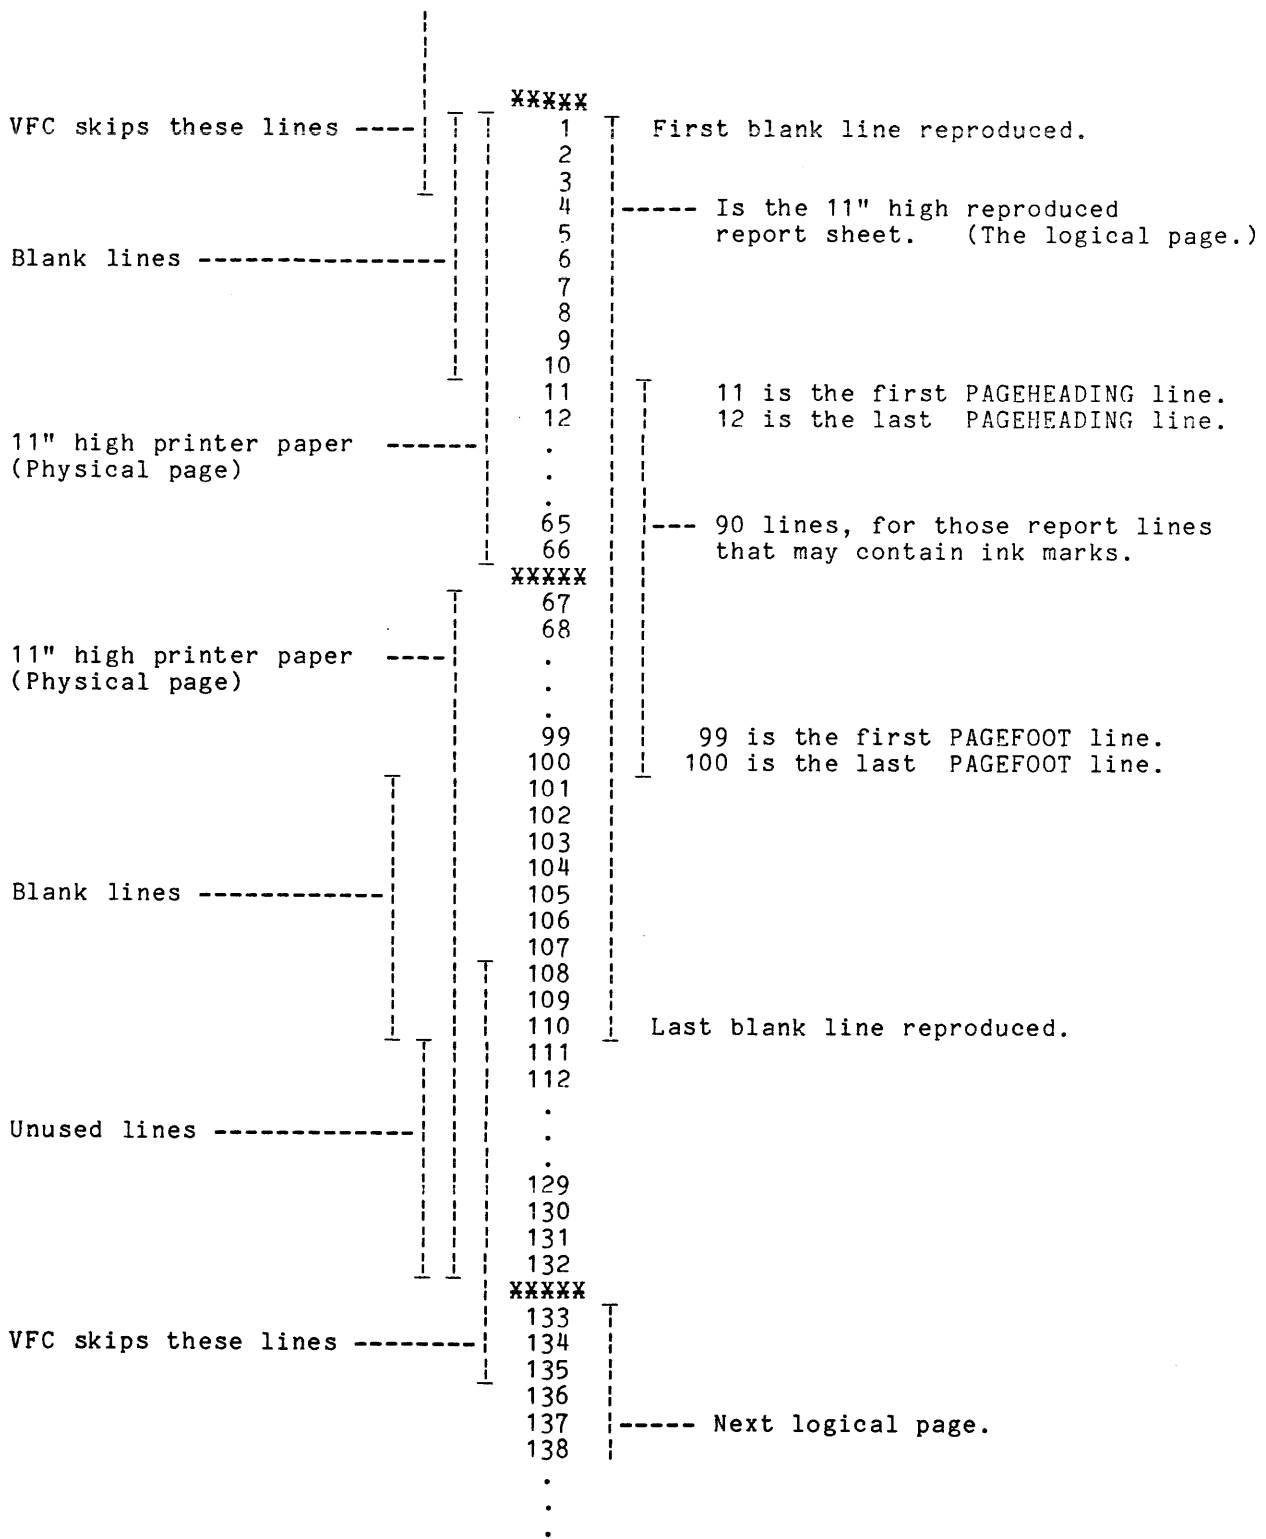 XXXXX
VFC skips these lines ---- 1 First blank line reproduced.
2
3
4 ----- Is the 11" high reproduced
5 report sheet. (The logical page.)
Blank lines --------------- 6
7
8
9
10
11 11 is the first PAGEHEADING line.
12 12 is the last PAGEHEADING line.
11" high printer paper ------ .
(Physical page) .
.
65 --- 90 lines, for those report lines
66 that may contain ink marks.
XXXXX
67
68
11" high printer paper ---- .
(Physical page) .
.
99 99 is the first PAGEFOOT line.
100 100 is the last PAGEFOOT line.
101
102
103
104
Blank lines ----------- 105
106
107
108
109
110 Last blank line reproduced.
111
112
.
Unused lines ------------ .
.
129
130
131
132
XXXXX
133
VFC skips these lines -------- 134
135
136
137 ----- Next logical page.
138
.
.
.